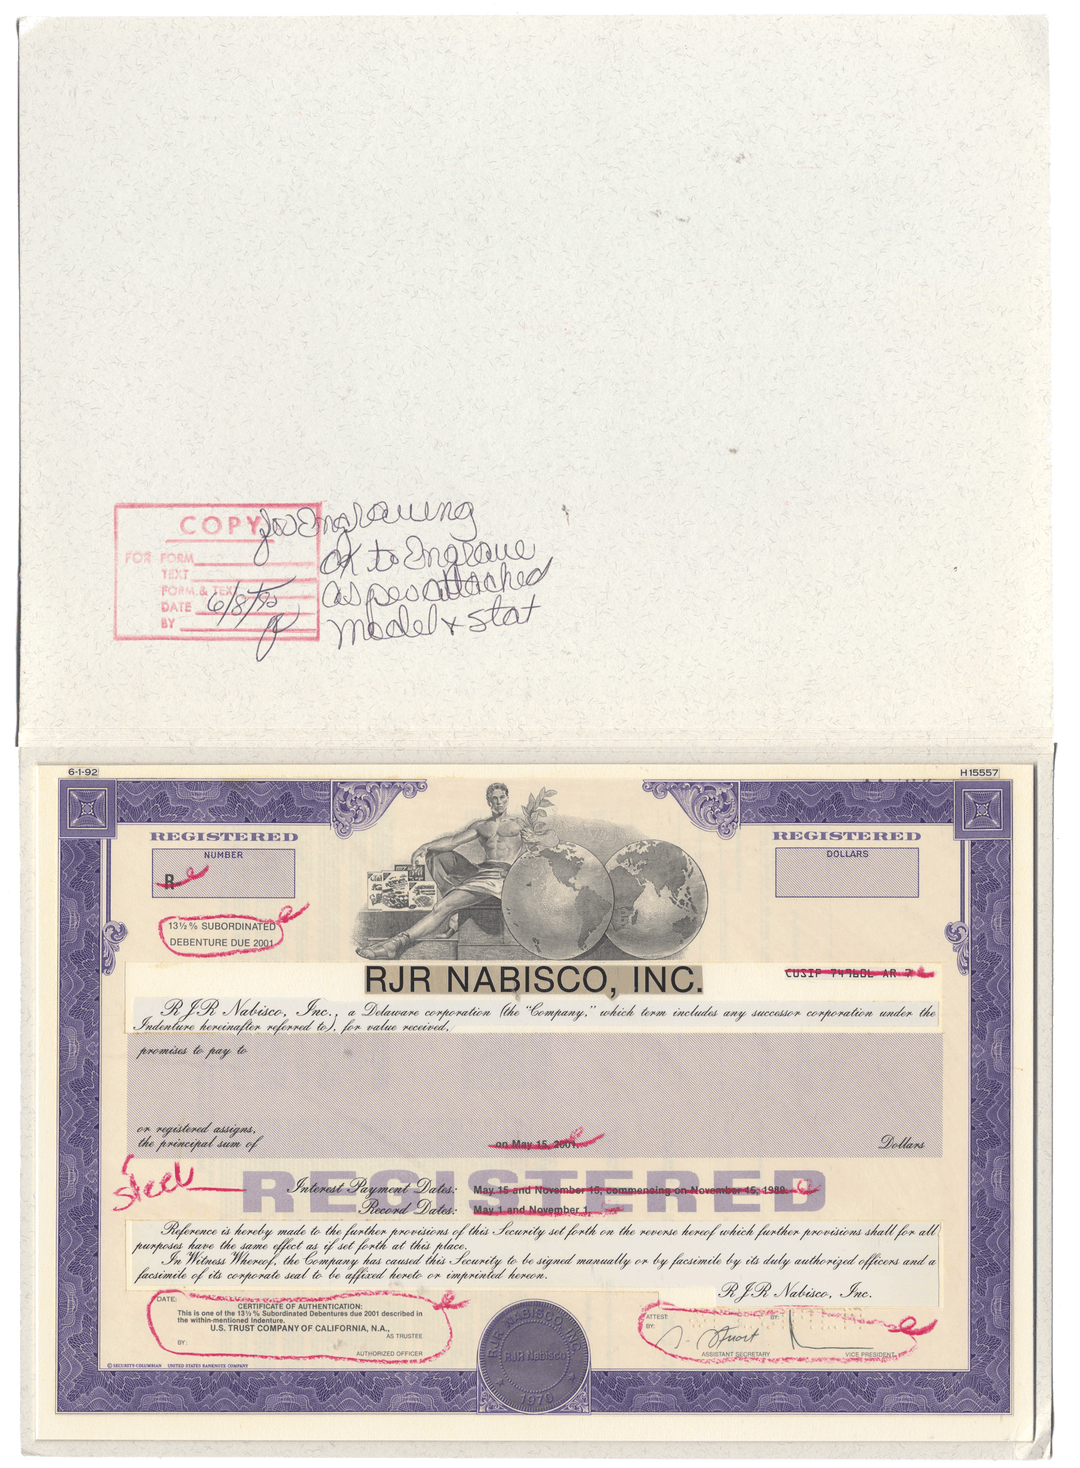 COPY
for Engraving
FOR FORM
ok to Engrave
TEXT
FORM & TEXT
as per attached
DATE 6/8/92
BY
model & stat
6-1-92
H15557
REGISTERED
REGISTERED
NUMBER
DOLLARS
R
13½% SUBORDINATED
DEBENTURE DUE 2001
RJR NABISCO, INC.
CUSIP 74960L AR 7
RJR Nabisco, Inc., a Delaware corporation (the "Company," which term includes any successor corporation under the
Indenture hereinafter referred to), for value received,
promises to pay to
or registered assigns,
the principal sum of
on May 15, 2001.
Dollars
steel
REGISTERED
Interest Payment Dates: May 15 and November 15, commencing on November 15, 1989.
Record Dates: May 1 and November 1.
Reference is hereby made to the further provisions of this Security set forth on the reverse hereof which further provisions shall for all
purposes have the same effect as if set forth at this place.
In Witness Whereof, the Company has caused this Security to be signed manually or by facsimile by its duly authorized officers and a
facsimile of its corporate seal to be affixed hereto or imprinted hereon.
RJR Nabisco, Inc.
DATE:
CERTIFICATE OF AUTHENTICATION:
This is one of the 13½% Subordinated Debentures due 2001 described in
the within-mentioned Indenture.
U.S. TRUST COMPANY OF CALIFORNIA, N.A.,
AS TRUSTEE
BY:
AUTHORIZED OFFICER
RJR NABISCO, INC.
RJR Nabisco
1970
ATTEST:
BY:
BY:
ASSISTANT SECRETARY
VICE PRESIDENT
© SECURITY-COLUMBIAN UNITED STATES BANKNOTE COMPANY